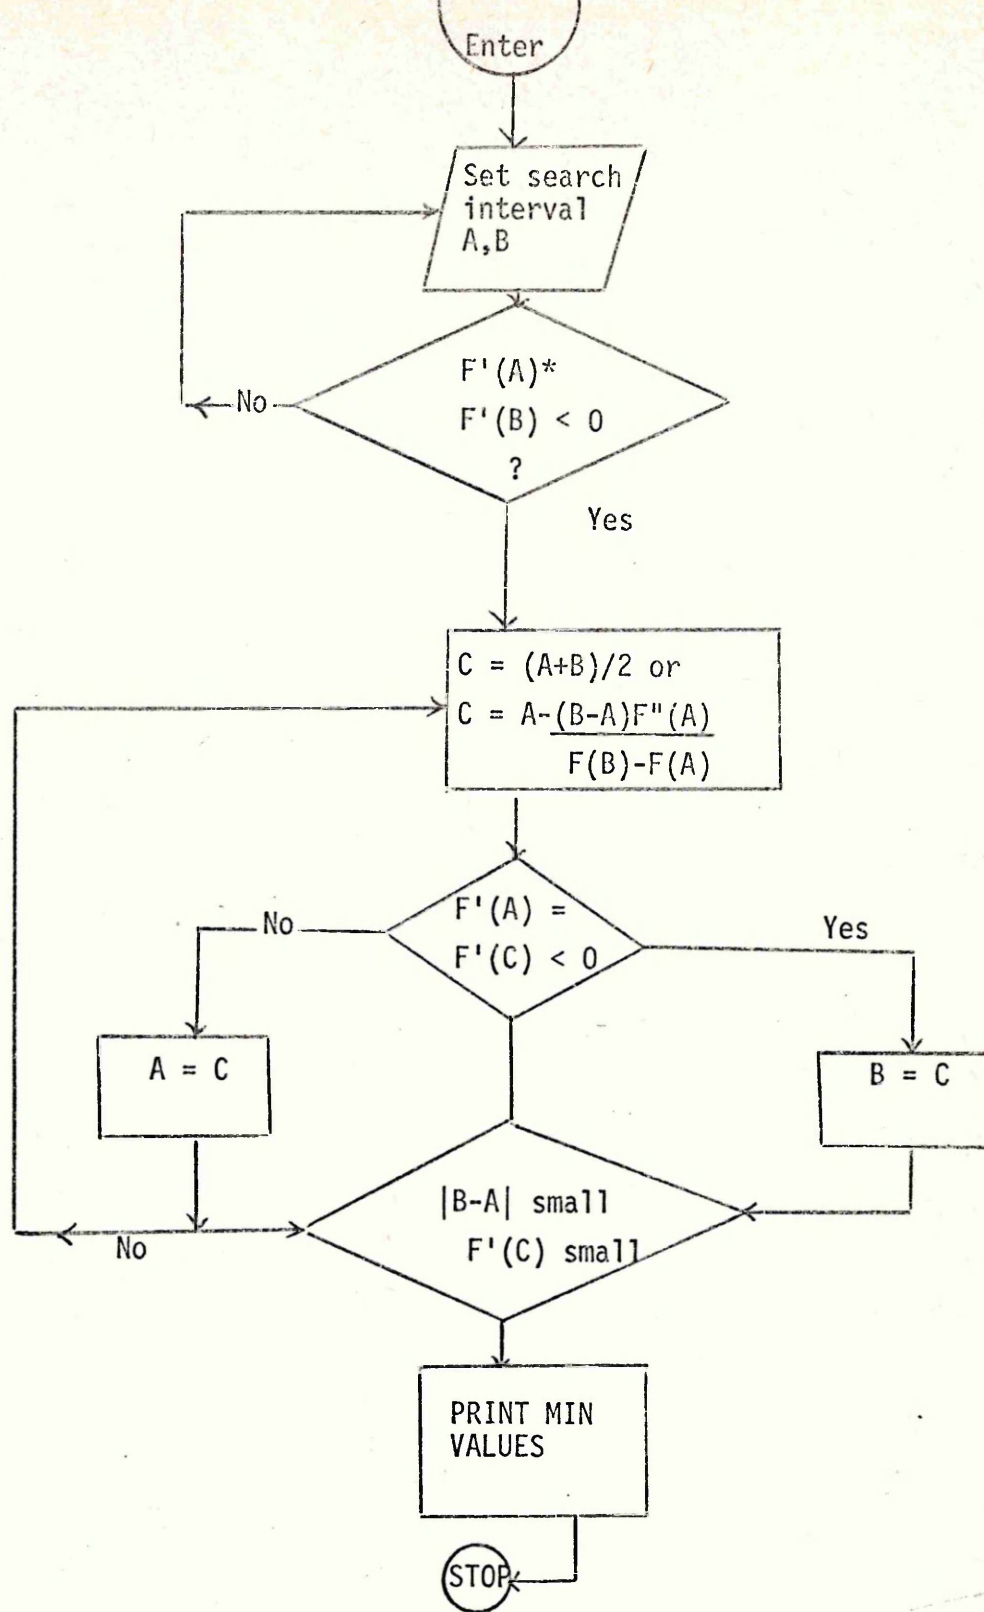 Enter
Set search
interval
A,B
F'(A)*
F'(B) < 0
?
No
Yes
C = (A+B)/2 or
C = A-(B-A)F"(A)
F(B)-F(A)
F'(A) =
F'(C) < 0
No
Yes
A = C
B = C
|B-A| small
F'(C) small
No
PRINT MIN
VALUES
STOP